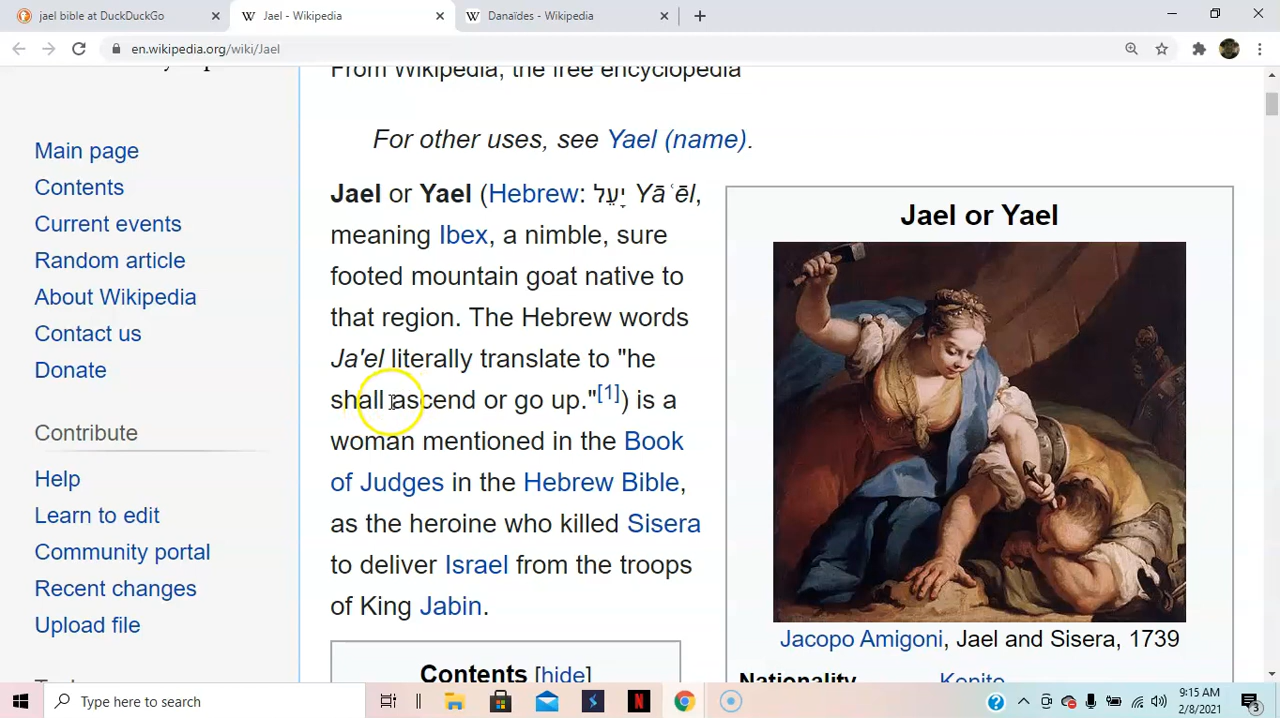 jael bible at DuckDuckGo
Jael - Wikipedia
Danaïdes - Wikipedia
en.wikipedia.org/wiki/Jael
From Wikipedia, the free encyclopedia
Main page
Contents
Current events
Random article
About Wikipedia
Contact us
Donate
Contribute
Help
Learn to edit
Community portal
Recent changes
Upload file
For other uses, see Yael (name).
Jael or Yael (Hebrew: יָעֵל Yāʿēl,
meaning Ibex, a nimble, sure
footed mountain goat native to
that region. The Hebrew words
Ja'el literally translate to "he
shall ascend or go up."[1]) is a
woman mentioned in the Book
of Judges in the Hebrew Bible,
as the heroine who killed Sisera
to deliver Israel from the troops
of King Jabin.
Contents [hide]
Jael or Yael
Jacopo Amigoni, Jael and Sisera, 1739
Nationality Kenite
Type here to search
9:15 AM
2/8/2021
3